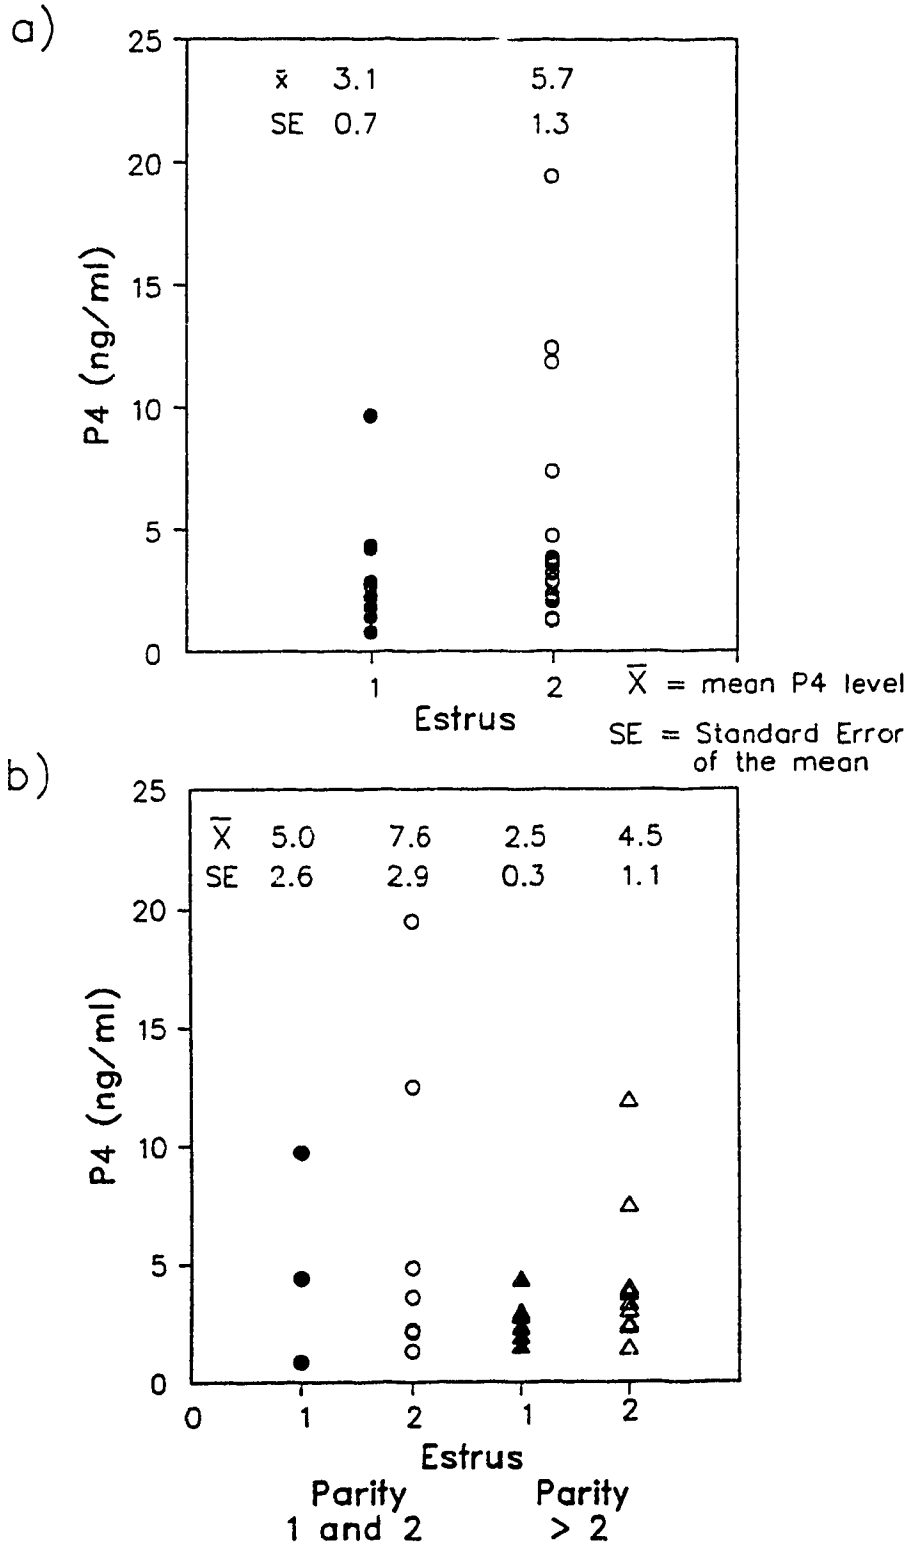 a)
25
x̄ 3.1 5.7
SE 0.7 1.3
20
15
P4 (ng/ml)
10
5
0
1 2
Estrus
X̄ = mean P4 level
SE = Standard Error
of the mean
b)
25
X̄ 5.0 7.6 2.5 4.5
SE 2.6 2.9 0.3 1.1
20
15
P4 (ng/ml)
10
5
0
0 1 2 1 2
Estrus
Parity Parity
1 and 2 > 2